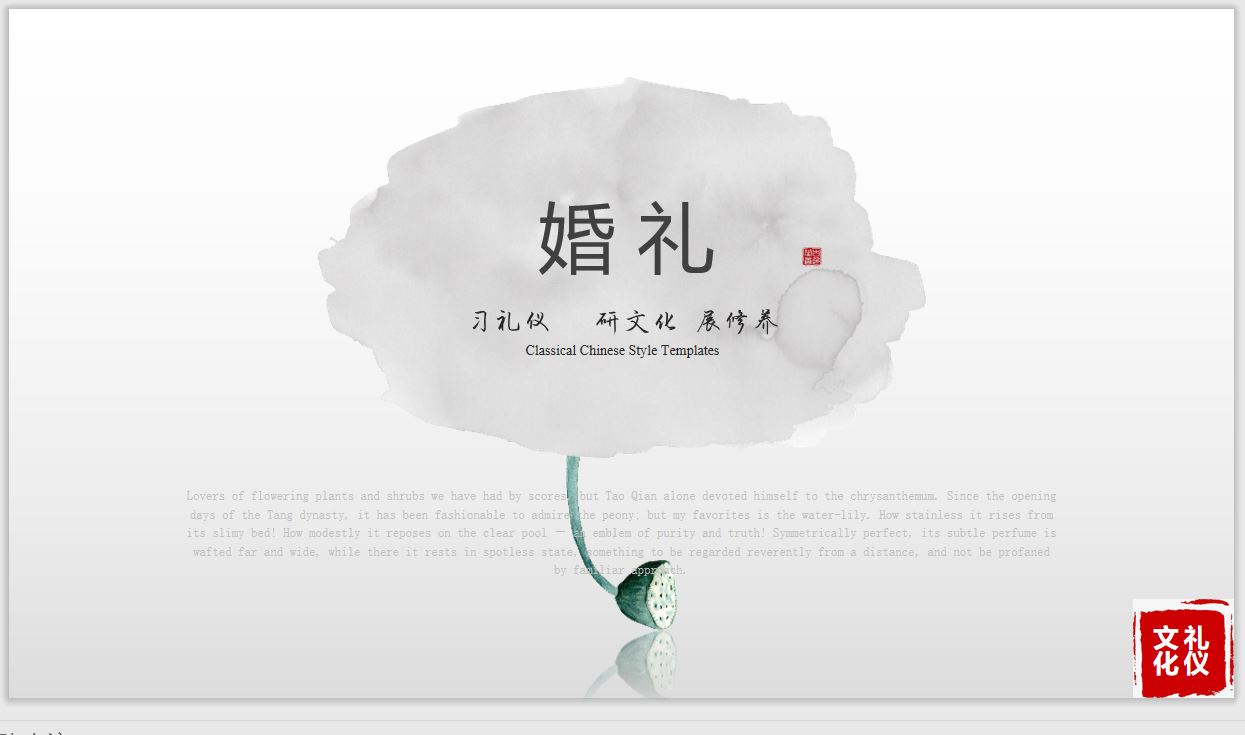 婚礼
习礼仪 研文化 展修养
Classical Chinese Style Templates
Lovers of flowering plants and shrubs we have had by scores, but Tao Qian alone devoted himself to the chrysanthemum. Since the opening
days of the Tang dynasty, it has been fashionable to admire the peony; but my favorites is the water-lily. How stainless it rises from
its slimy bed! How modestly it reposes on the clear pool — an emblem of purity and truth! Symmetrically perfect, its subtle perfume is
wafted far and wide, while there it rests in spotless state, something to be regarded reverently from a distance, and not be profaned
by familiar approach.
文礼
化仪